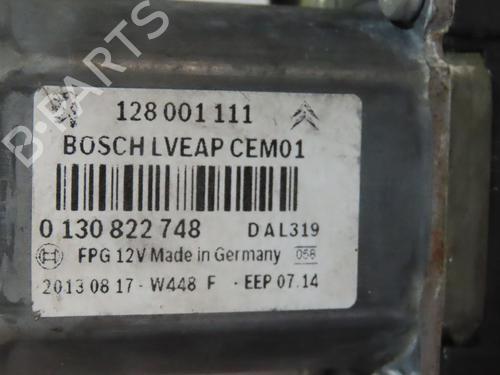 128 001 111
BOSCH LVEAP CEM01
0 130 822 748 DAL319
FPG 12V Made in Germany 058
2013 08 17 - W448 F - EEP 07.14
B-PARTS